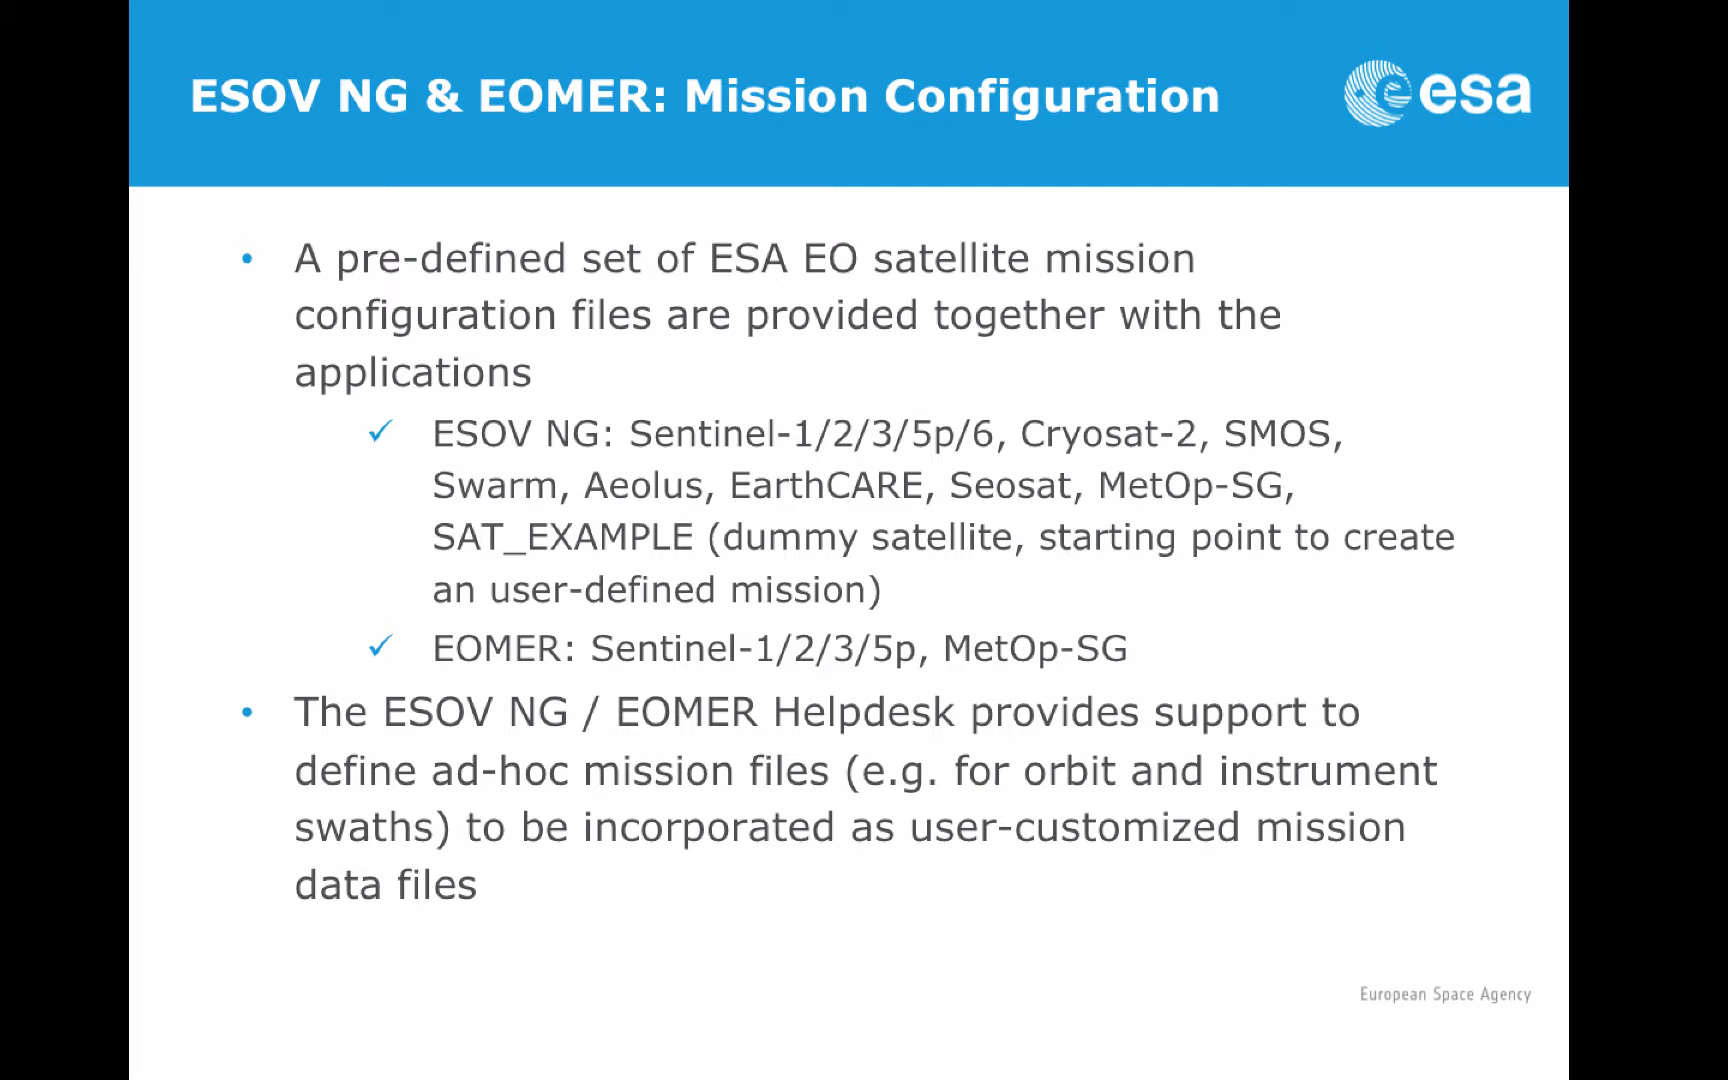 ESOV NG & EOMER: Mission Configuration
esa
• A pre-defined set of ESA EO satellite mission
configuration files are provided together with the
applications
✓ ESOV NG: Sentinel-1/2/3/5p/6, Cryosat-2, SMOS,
Swarm, Aeolus, EarthCARE, Seosat, MetOp-SG,
SAT_EXAMPLE (dummy satellite, starting point to create
an user-defined mission)
✓ EOMER: Sentinel-1/2/3/5p, MetOp-SG
• The ESOV NG / EOMER Helpdesk provides support to
define ad-hoc mission files (e.g. for orbit and instrument
swaths) to be incorporated as user-customized mission
data files
European Space Agency